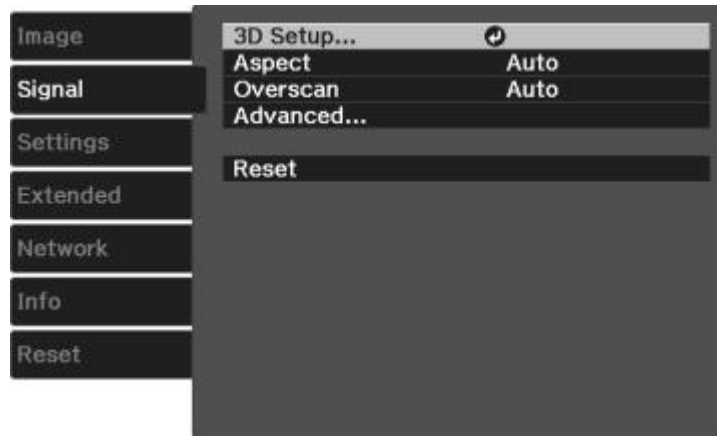 Image
Signal
Settings
Extended
Network
Info
Reset
3D Setup...
Aspect Auto
Overscan Auto
Advanced...
Reset